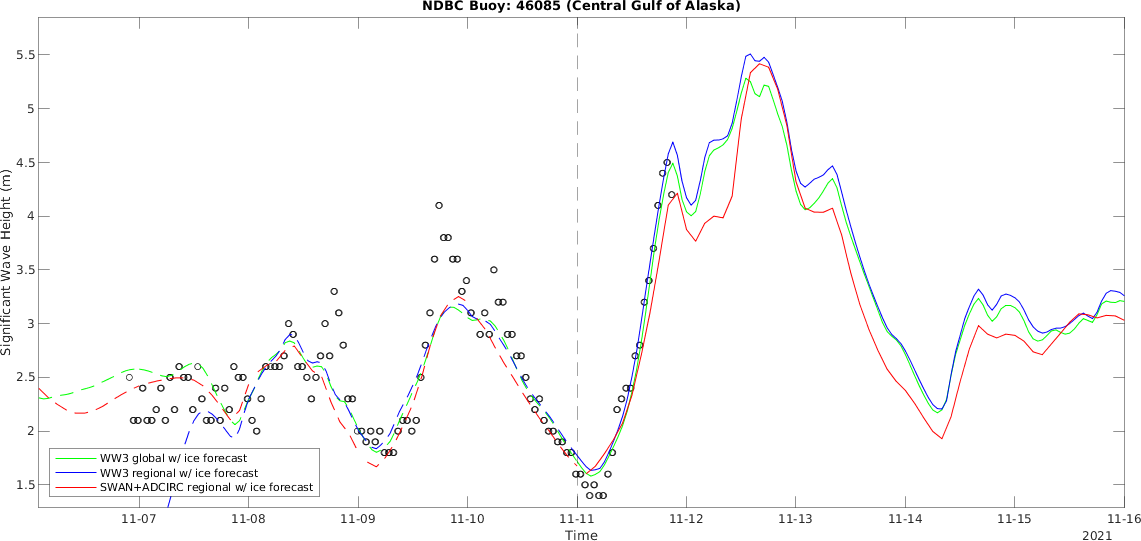 NDBC Buoy: 46085 (Central Gulf of Alaska)
Significant Wave Height (m)
5.5
5
4.5
4
3.5
3
2.5
2
1.5
WW3 global w/ ice forecast
WW3 regional w/ ice forecast
SWAN+ADCIRC regional w/ ice forecast
11-07 11-08 11-09 11-10 11-11 11-12 11-13 11-14 11-15 11-16
Time
2021